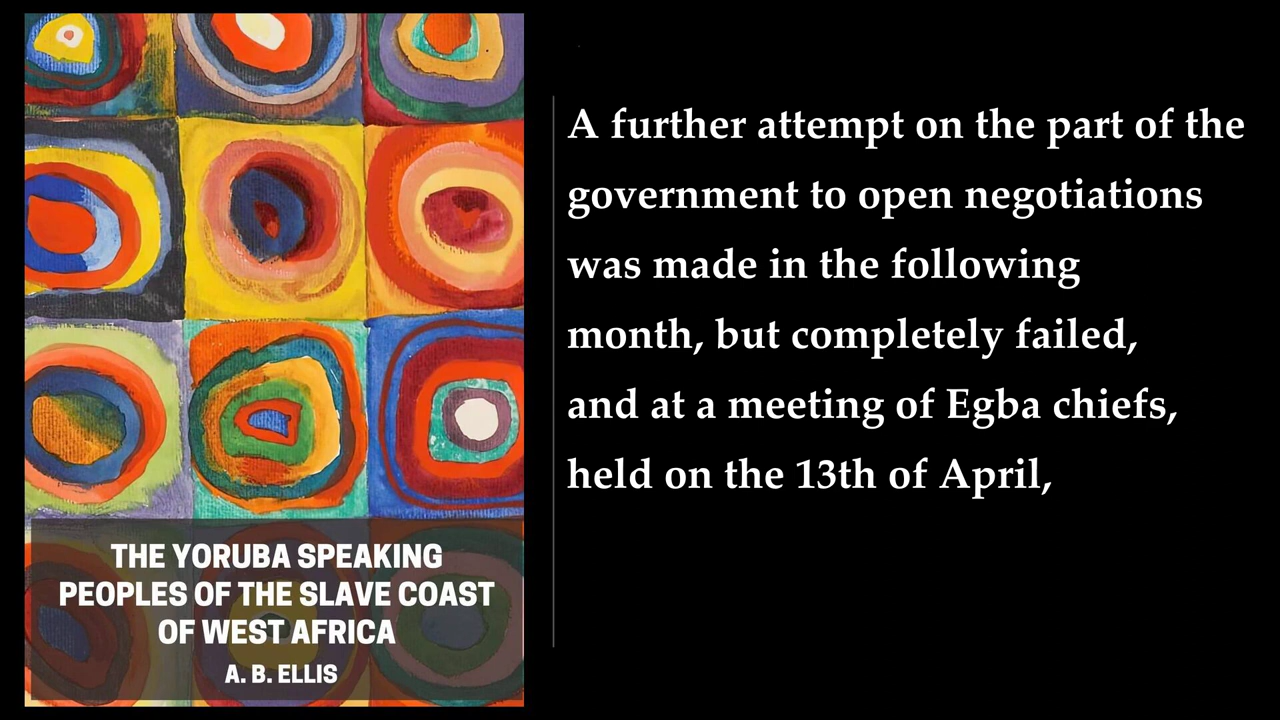 THE YORUBA SPEAKING
PEOPLES OF THE SLAVE COAST
OF WEST AFRICA
A. B. ELLIS
A further attempt on the part of the
government to open negotiations
was made in the following
month, but completely failed,
and at a meeting of Egba chiefs,
held on the 13th of April,